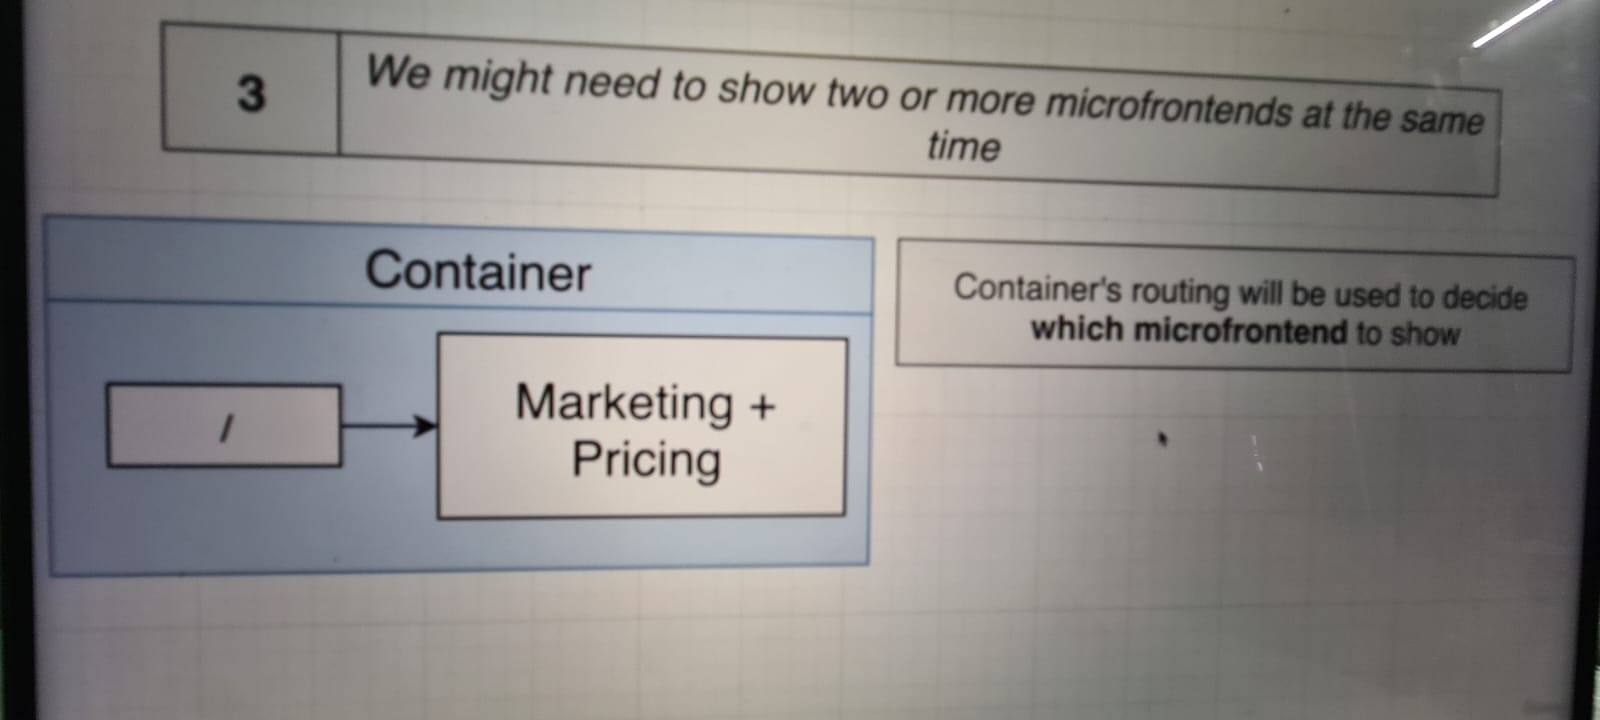 3
We might need to show two or more microfrontends at the same
time
Container
/
Marketing +
Pricing
Container's routing will be used to decide
which microfrontend to show